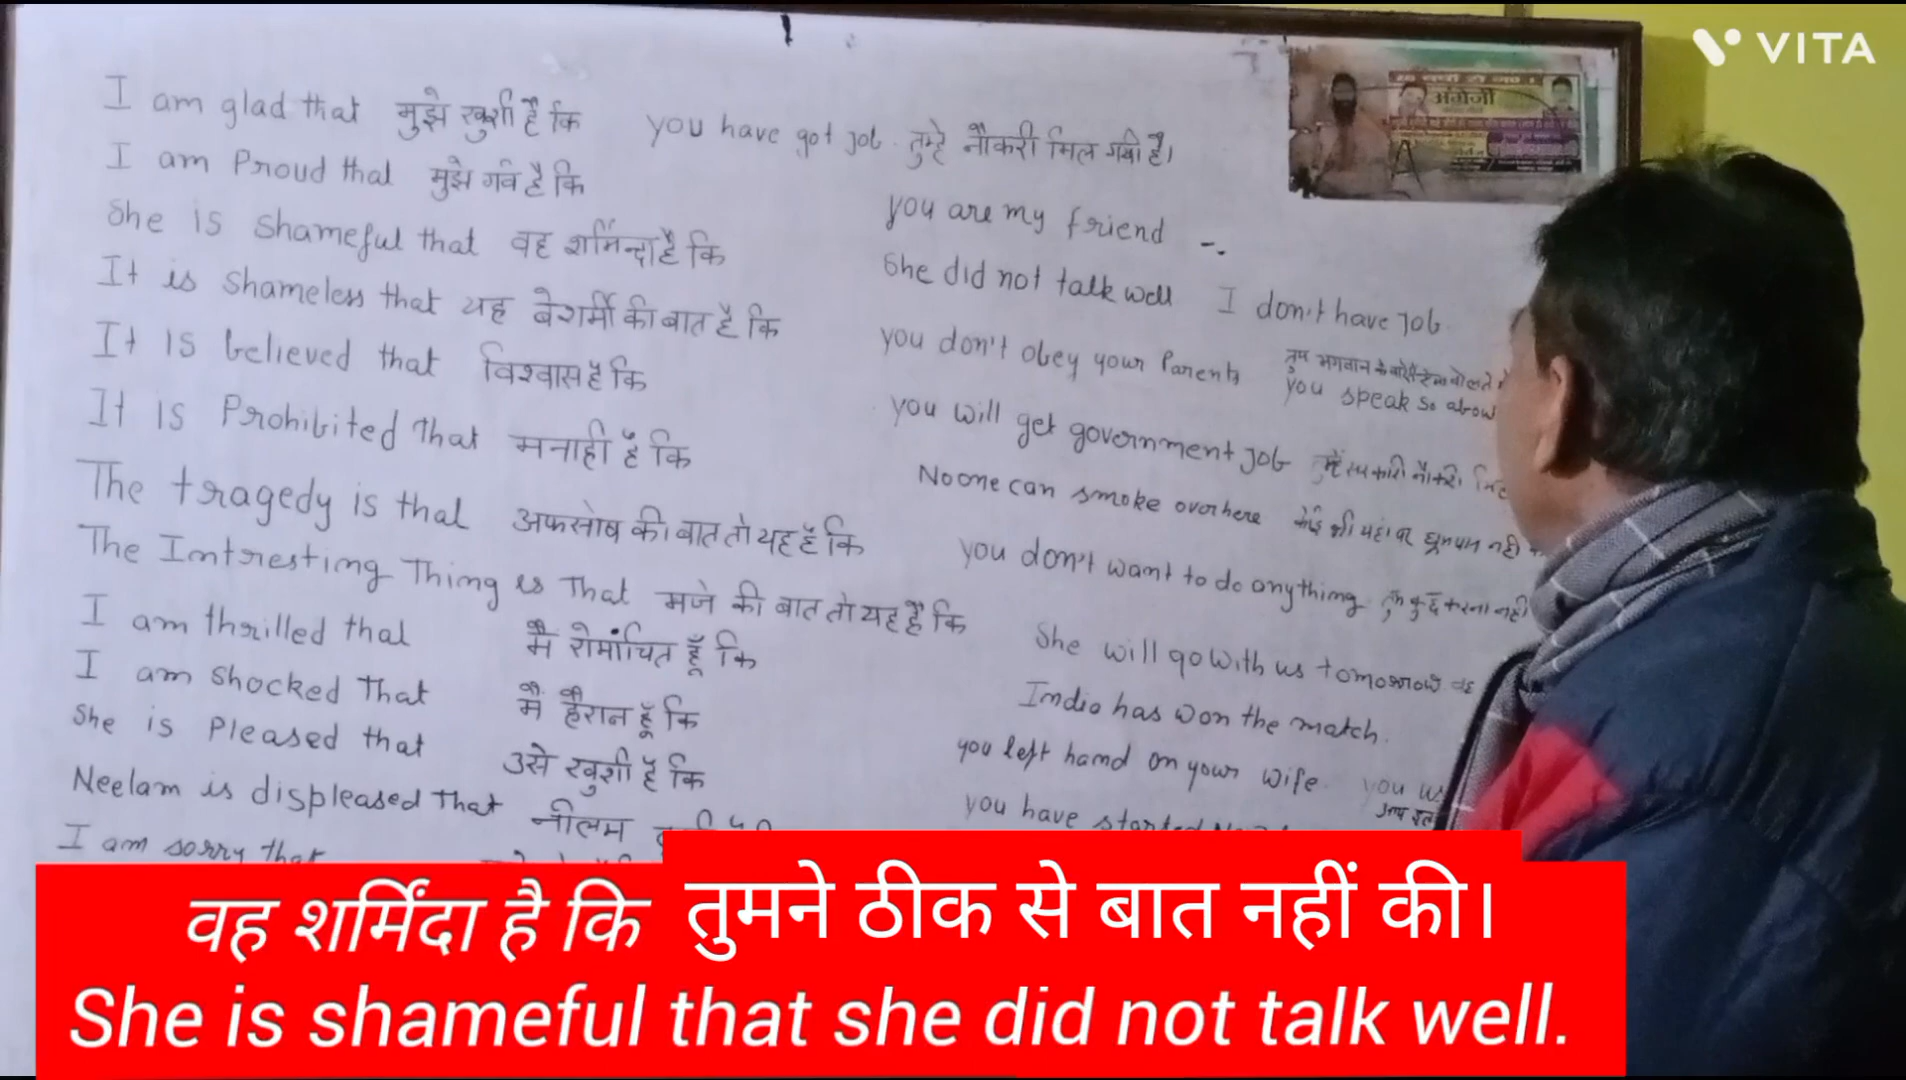 VITA
अंग्रेजी
I am glad that मुझे खुशी है कि you have got job. तुम्हे नौकरी मिल गयी है।
I am Proud that मुझे गर्व है कि you are my friend
She is shameful that वह शर्मिन्दा है कि She did not talk well I don't have Job
It is shameless that यह बेशर्मी की बात है कि you don't obey your Parents तुम भगवान के बारे
you speak so
It is believed that विश्वास है कि you will get government job
It is Prohibited that मनाही है कि No one can smoke over here
The tragedy is that अफसोष की बात तो यह है कि you don't want to do anything
The Intresting Thing is That मजे की बात तो यह है कि She will go with us tomorrow वह
I am thrilled that मैं रोमांचित हूँ कि India has won the match.
I am shocked That मैं हैरान हूँ कि you left hand on your wife
She is pleased that उसे खुशी है कि you have started
Neelam is displeased That नीलम
I am sorry that
वह शर्मिंदा है कि तुमने ठीक से बात नहीं की।
She is shameful that she did not talk well.